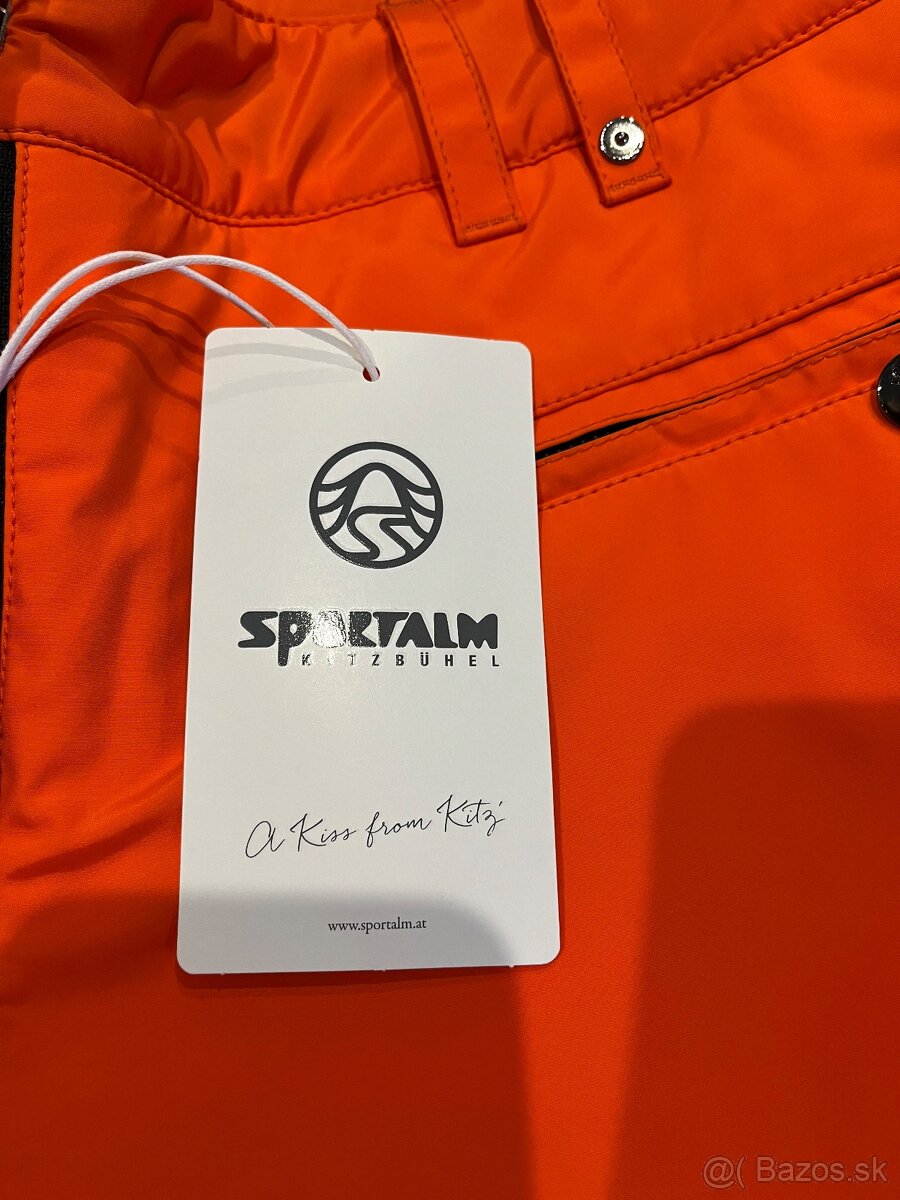 SPORTALM
KITZBÜHEL
A Kiss from Kitz'
www.sportalm.at
@( Bazos.sk